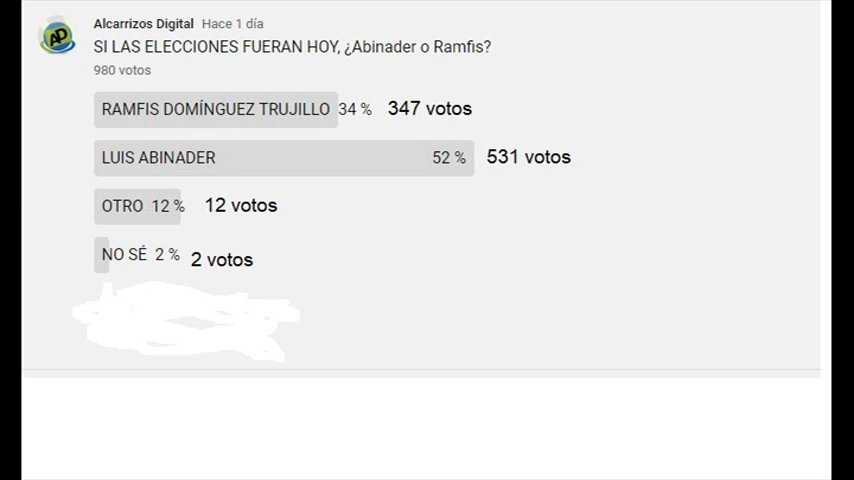 Alcarrizos Digital Hace 1 día
SI LAS ELECCIONES FUERAN HOY, ¿Abinader o Ramfis?
980 votos
RAMFIS DOMÍNGUEZ TRUJILLO 34 % 347 votos
LUIS ABINADER 52 % 531 votos
OTRO 12 % 12 votos
NO SÉ 2 % 2 votos